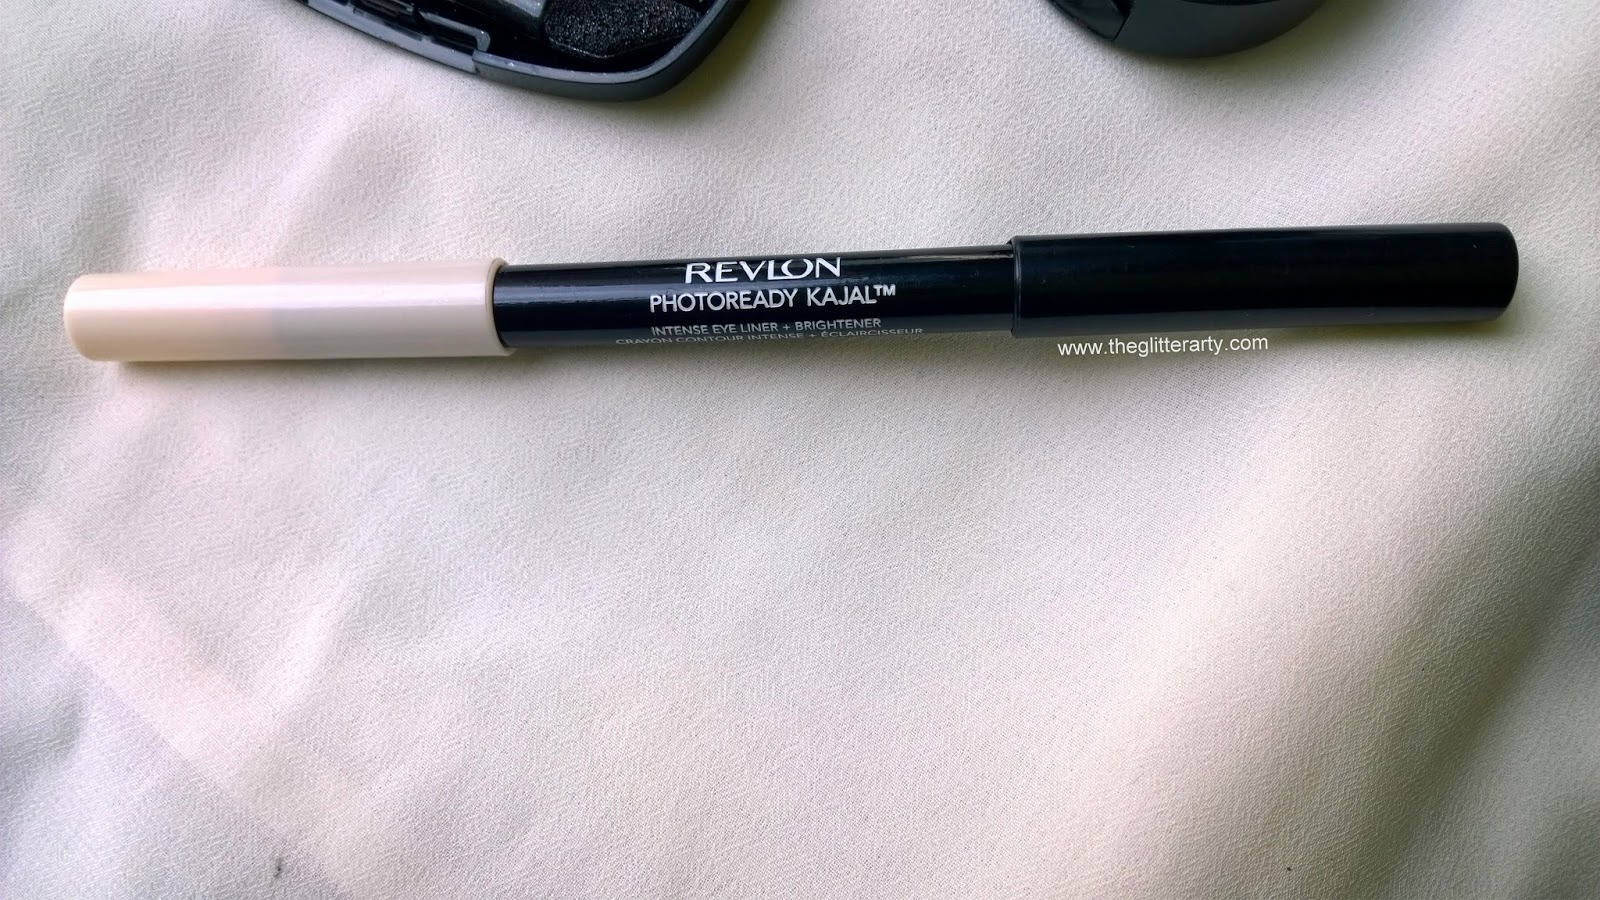 REVLON
PHOTOREADY KAJAL™
INTENSE EYE LINER + BRIGHTENER
CRAYON CONTOUR INTENSE + ÉCLAIRCISSEUR
www.theglitterarty.com